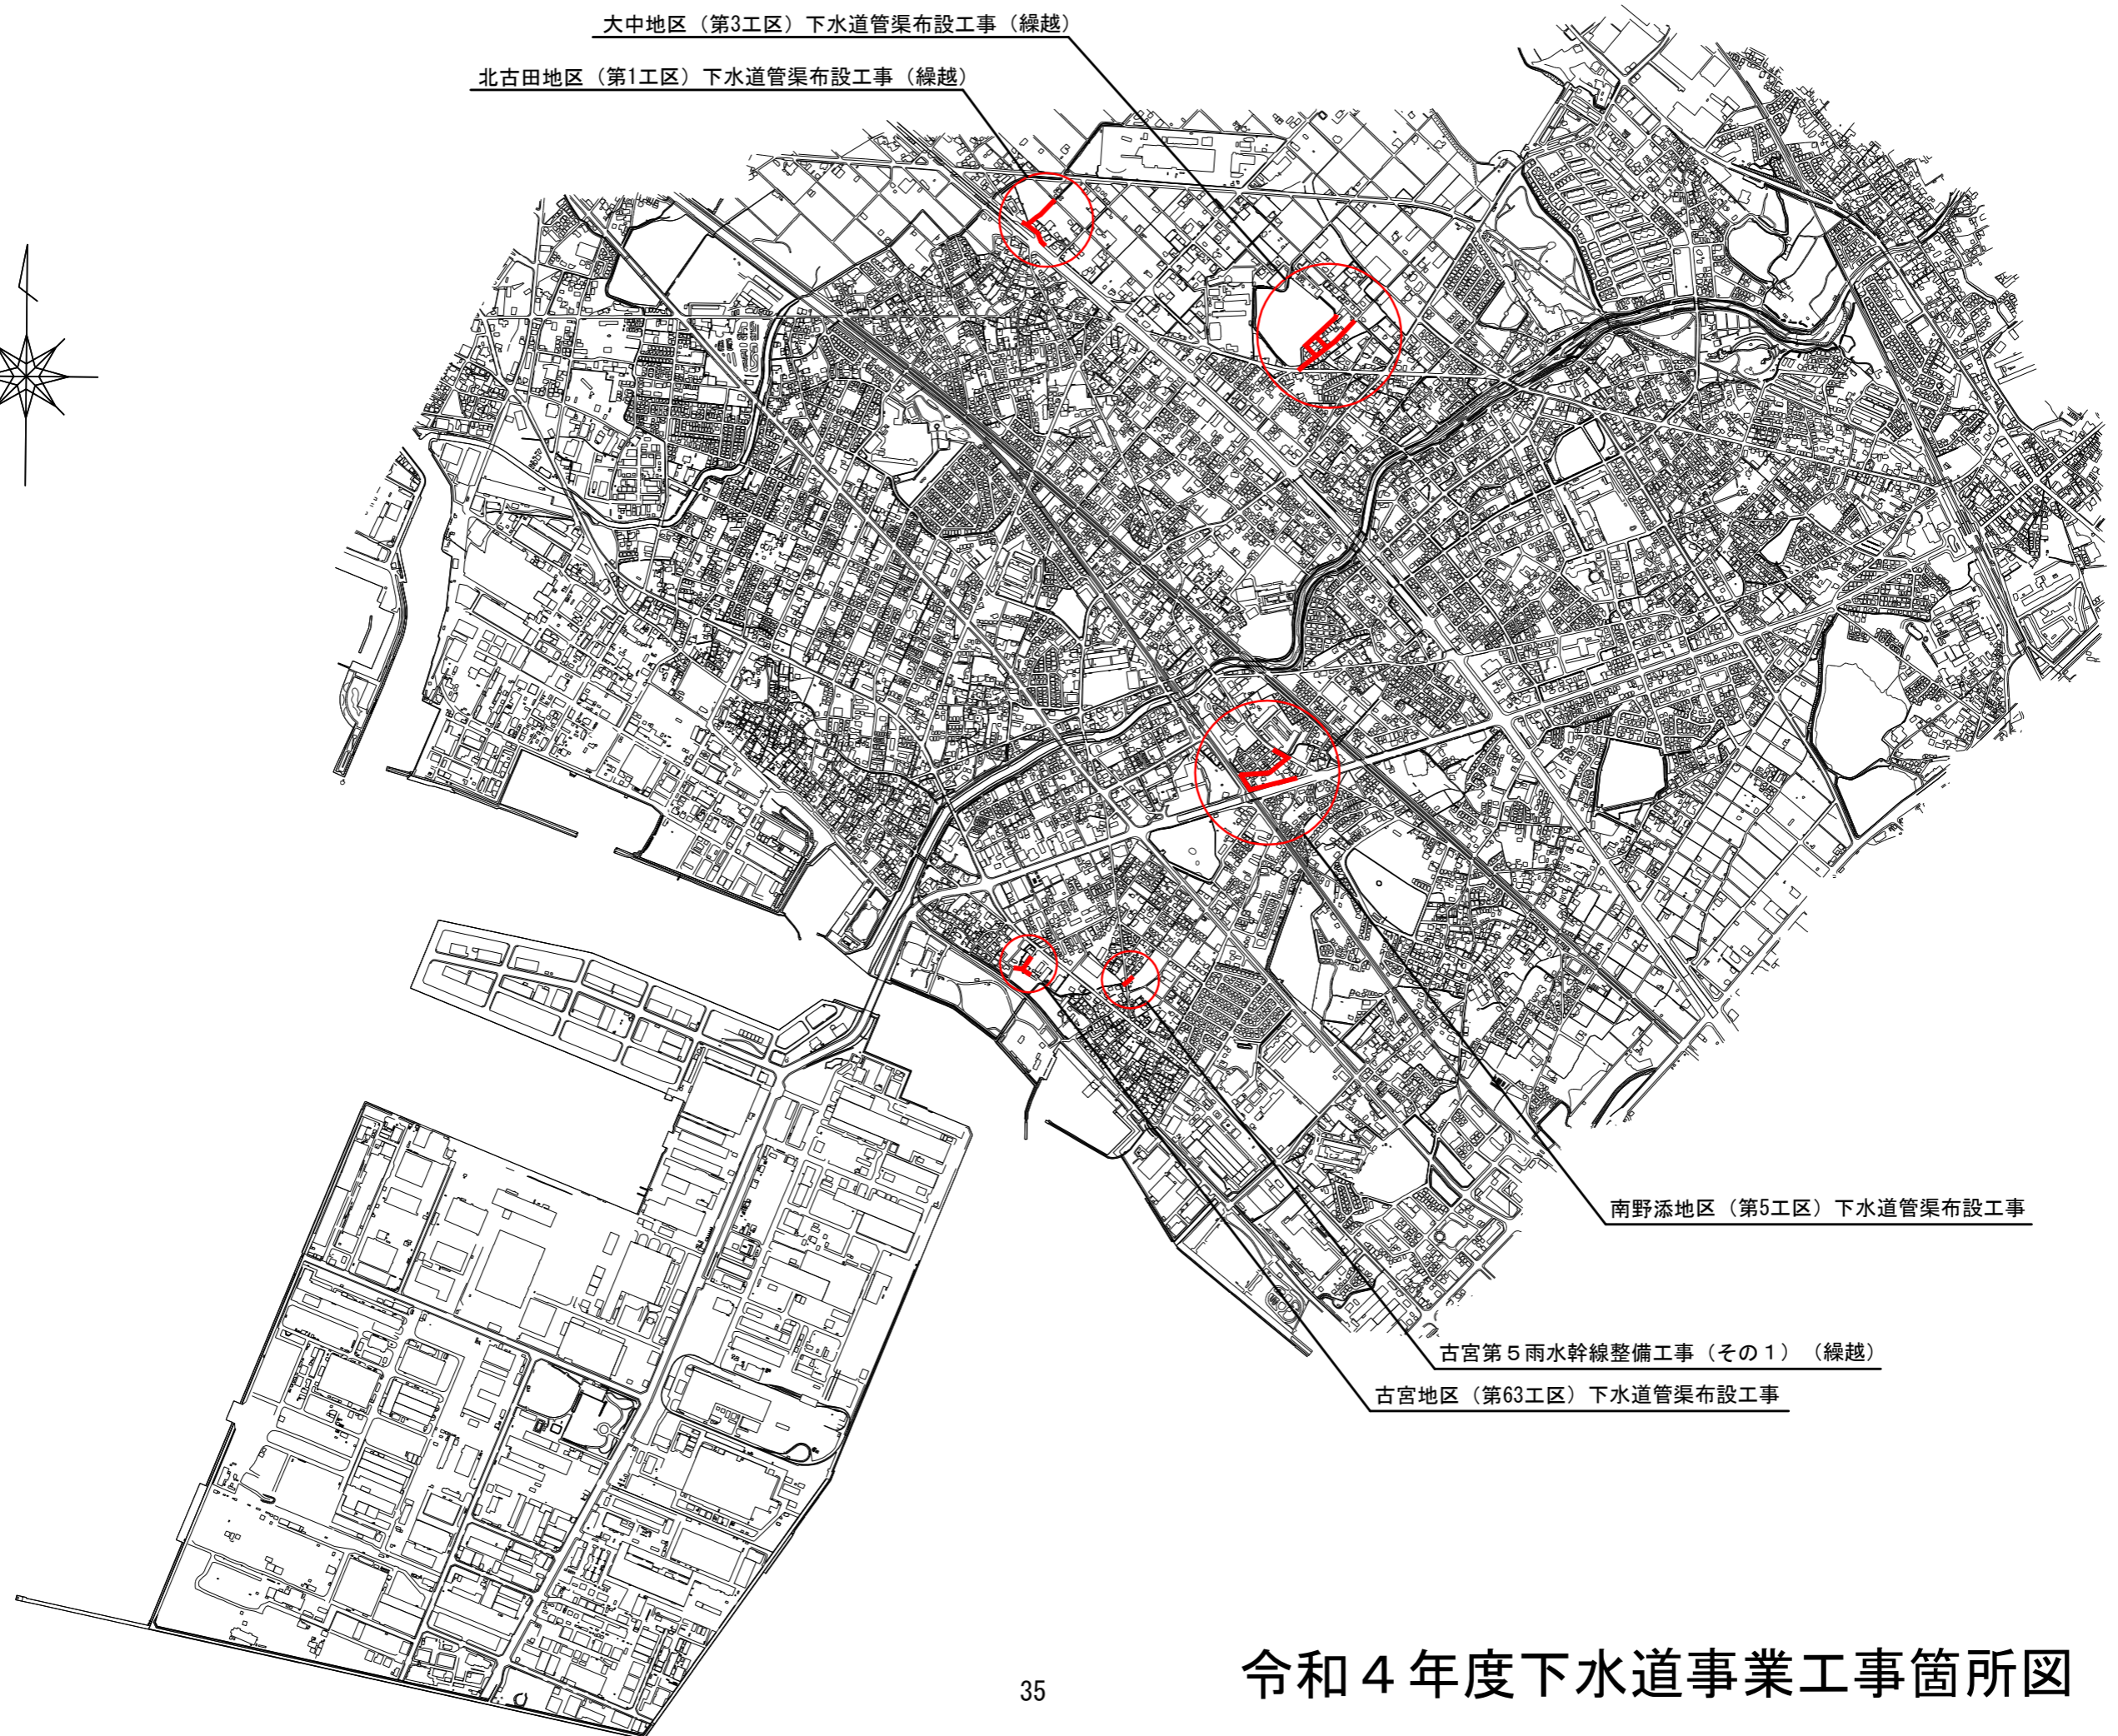 大中地区（第3工区）下水道管渠布設工事（繰越）
北古田地区（第1工区）下水道管渠布設工事（繰越）
南野添地区（第5工区）下水道管渠布設工事
古宮第５雨水幹線整備工事（その１）（繰越）
古宮地区（第63工区）下水道管渠布設工事
35
令和４年度下水道事業工事箇所図